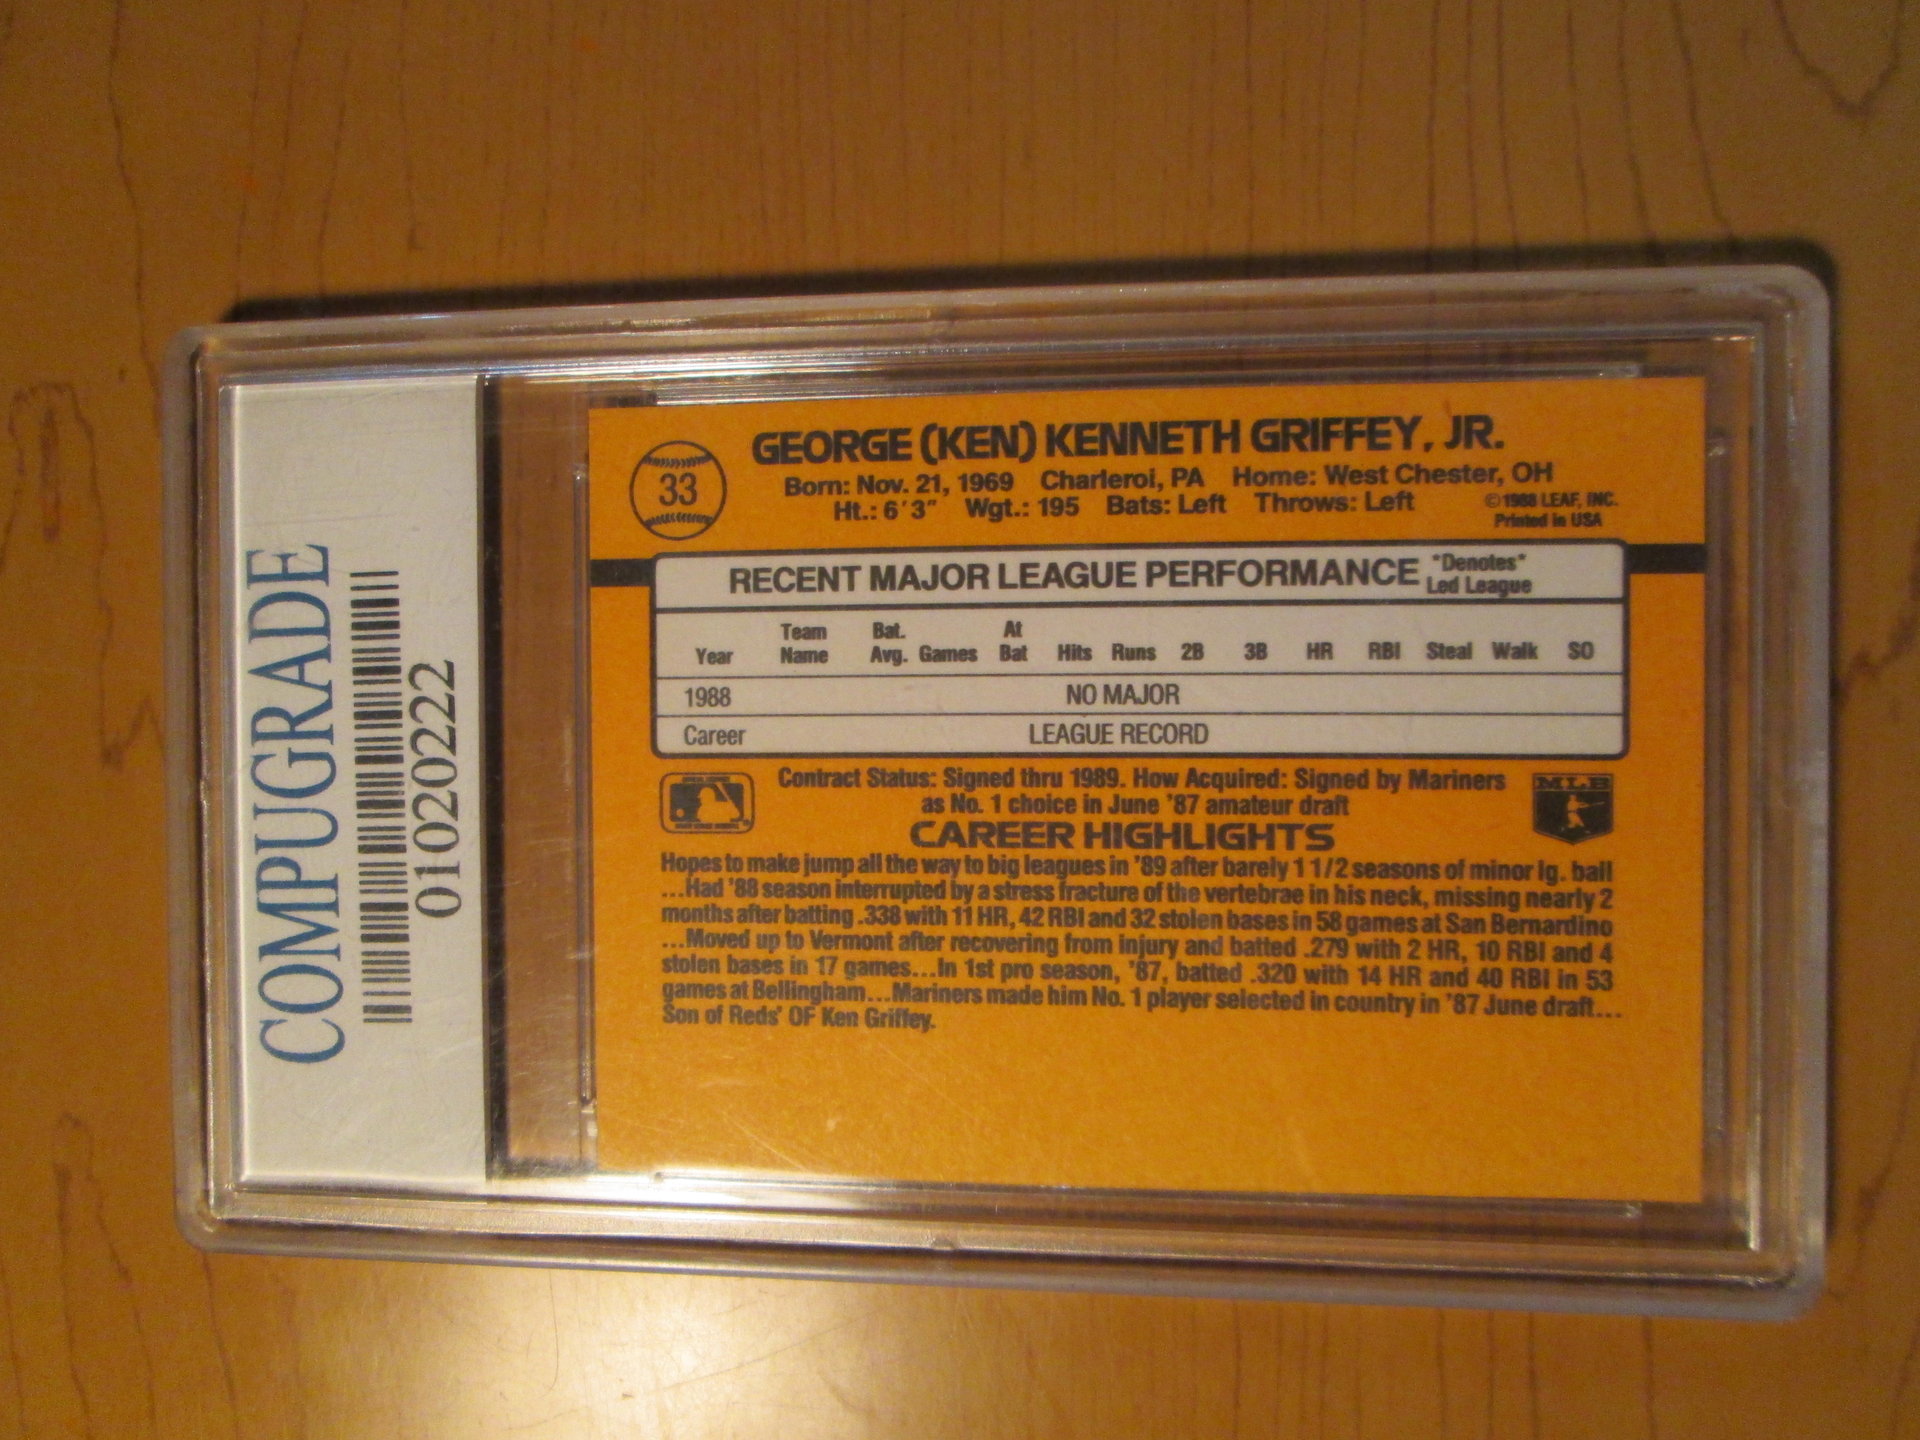 COMPUGRADE
01020222
33
GEORGE (KEN) KENNETH GRIFFEY, JR.
Born: Nov. 21, 1969 Charleroi, PA Home: West Chester, OH
Ht.: 6'3" Wgt.: 195 Bats: Left Throws: Left
©1988 LEAF, INC.
Printed in USA
RECENT MAJOR LEAGUE PERFORMANCE
*Denotes*
Led League
Year Team Name Bat. Avg. Games At Bat Hits Runs 2B 3B HR RBI Steal Walk SO
1988 NO MAJOR
Career LEAGUE RECORD
Contract Status: Signed thru 1989. How Acquired: Signed by Mariners
as No. 1 choice in June '87 amateur draft
MLB
CAREER HIGHLIGHTS
Hopes to make jump all the way to big leagues in '89 after barely 1 1/2 seasons of minor lg. ball
...Had '88 season interrupted by a stress fracture of the vertebrae in his neck, missing nearly 2
months after batting .338 with 11 HR, 42 RBI and 32 stolen bases in 58 games at San Bernardino
...Moved up to Vermont after recovering from injury and batted .279 with 2 HR, 10 RBI and 4
stolen bases in 17 games...In 1st pro season, '87, batted .320 with 14 HR and 40 RBI in 53
games at Bellingham...Mariners made him No. 1 player selected in country in '87 June draft...
Son of Reds' OF Ken Griffey.